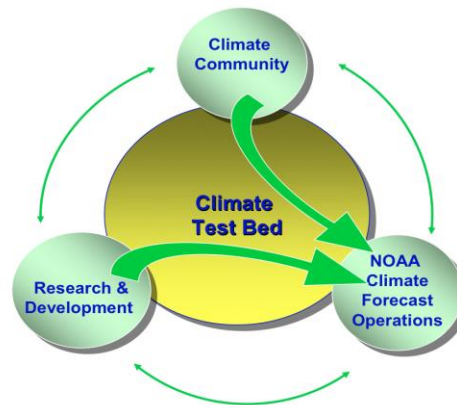 Climate
Community
Climate
Test Bed
Research &
Development
NOAA
Climate
Forecast
Operations